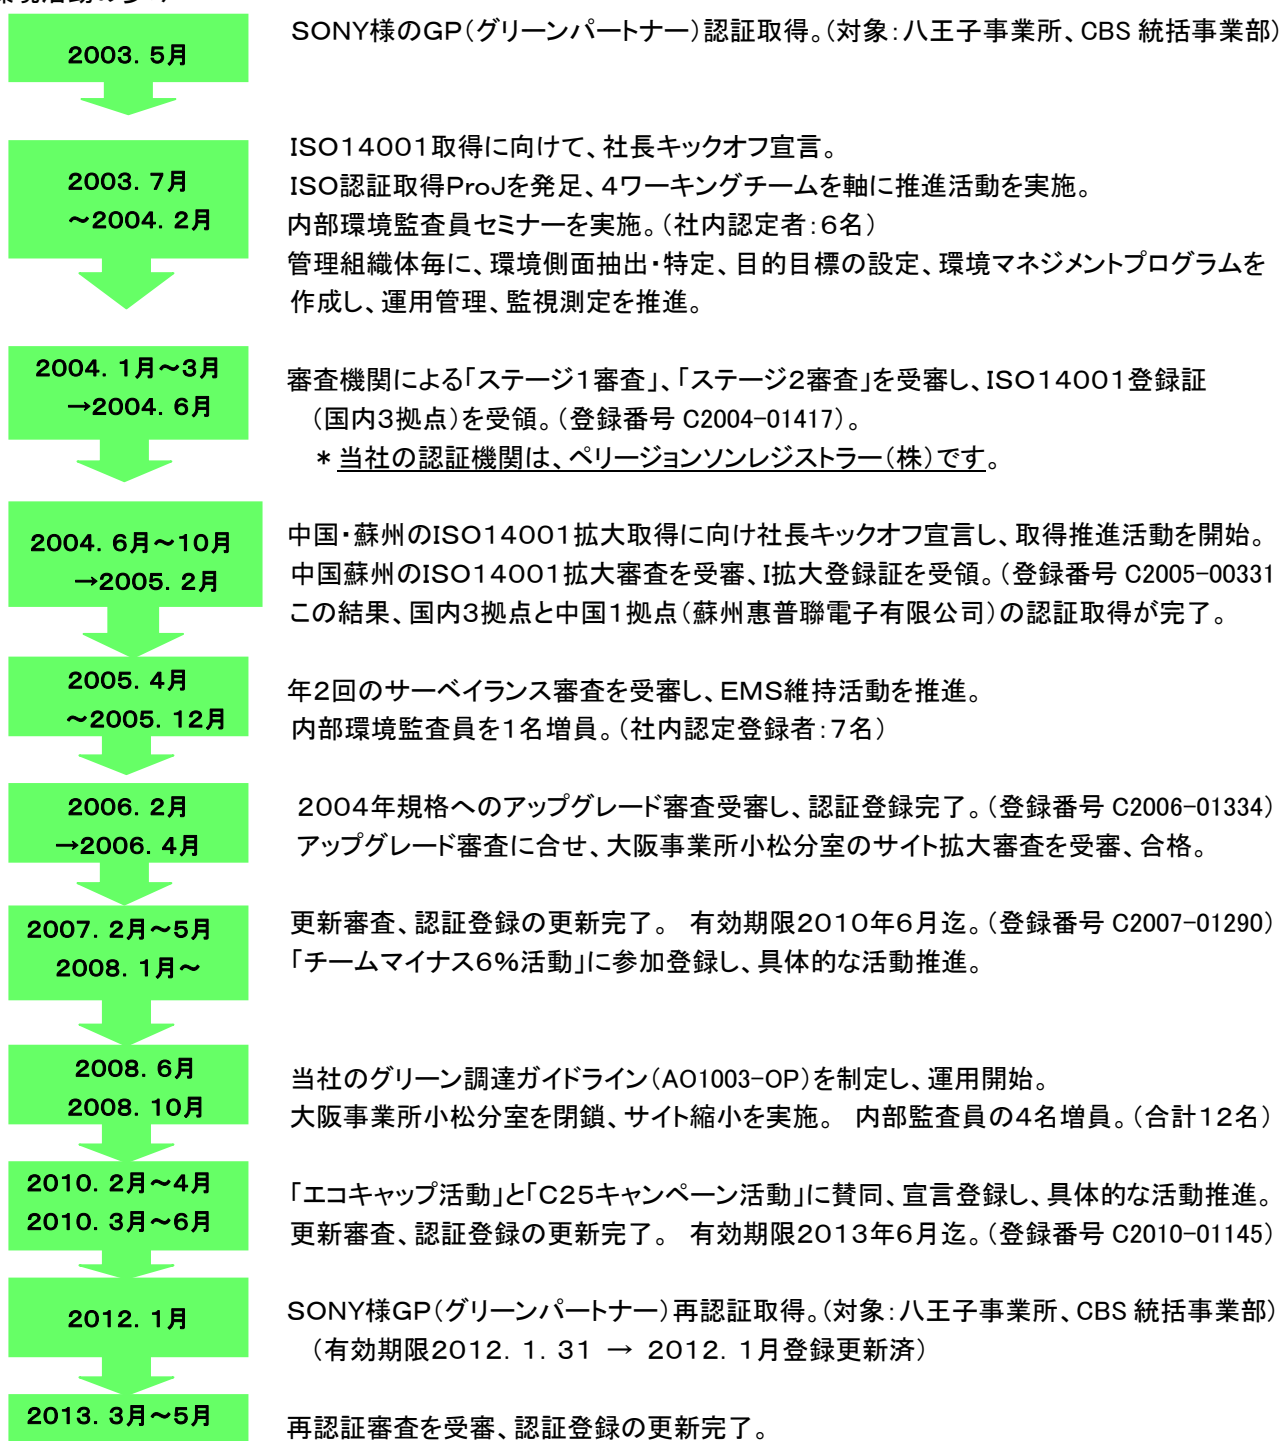 2003．5月
SONY様のGP（グリーンパートナー）認証取得。（対象：八王子事業所、CBS 統括事業部）
2003．7月
～2004．2月
ISO14001取得に向けて、社長キックオフ宣言。
ISO認証取得ProJを発足、4ワーキングチームを軸に推進活動を実施。
内部環境監査員セミナーを実施。（社内認定者：6名）
管理組織体毎に、環境側面抽出・特定、目的目標の設定、環境マネジメントプログラムを
作成し、運用管理、監視測定を推進。
2004．1月～3月
→2004．6月
審査機関による「ステージ1審査」、「ステージ2審査」を受審し、ISO14001登録証
（国内3拠点）を受領。（登録番号 C2004-01417）。
＊当社の認証機関は、ペリージョンソンレジストラー（株）です。
2004．6月～10月
→2005．2月
中国・蘇州のISO14001拡大取得に向け社長キックオフ宣言し、取得推進活動を開始。
中国蘇州のISO14001拡大審査を受審、I拡大登録証を受領。（登録番号 C2005-00331
この結果、国内3拠点と中国1拠点（蘇州惠普聯電子有限公司）の認証取得が完了。
2005．4月
～2005．12月
年2回のサーベイランス審査を受審し、EMS維持活動を推進。
内部環境監査員を1名増員。（社内認定登録者：7名）
2006．2月
→2006．4月
2004年規格へのアップグレード審査受審し、認証登録完了。（登録番号 C2006-01334）
アップグレード審査に合せ、大阪事業所小松分室のサイト拡大審査を受審、合格。
2007．2月～5月
2008．1月～
更新審査、認証登録の更新完了。 有効期限2010年6月迄。（登録番号 C2007-01290）
「チームマイナス6%活動」に参加登録し、具体的な活動推進。
2008．6月
2008．10月
当社のグリーン調達ガイドライン（AO1003-OP）を制定し、運用開始。
大阪事業所小松分室を閉鎖、サイト縮小を実施。 内部監査員の4名増員。（合計12名）
2010．2月～4月
2010．3月～6月
「エコキャップ活動」と「C25キャンペーン活動」に賛同、宣言登録し、具体的な活動推進。
更新審査、認証登録の更新完了。 有効期限2013年6月迄。（登録番号 C2010-01145）
2012．1月
SONY様GP（グリーンパートナー）再認証取得。（対象：八王子事業所、CBS 統括事業部）
（有効期限2012．1．31 → 2012．1月登録更新済）
2013．3月～5月
再認証審査を受審、認証登録の更新完了。